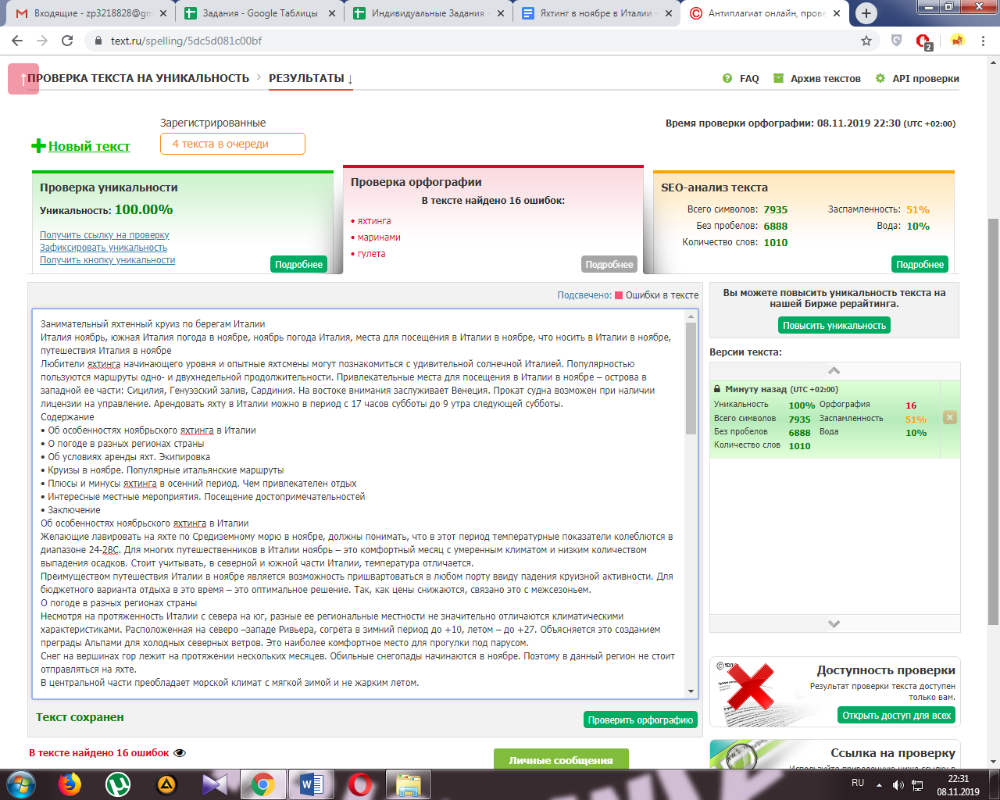 Входящие - zp3218828@gm
Задания - Google Таблицы
Индивидуальные Задания -
Яхтинг в ноябре в Италии -
Антиплагиат онлайн, прове
text.ru/spelling/5dc5d081c00bf
2
ПРОВЕРКА ТЕКСТА НА УНИКАЛЬНОСТЬ > РЕЗУЛЬТАТЫ ↓
FAQ
Архив текстов
API проверки
Новый текст
Зарегистрированные
4 текста в очереди
Время проверки орфографии: 08.11.2019 22:30 (UTC +02:00)
Проверка уникальности
Уникальность: 100.00%
Получить ссылку на проверку
Зафиксировать уникальность
Получить кнопку уникальности
Подробнее
Проверка орфографии
В тексте найдено 16 ошибок:
• яхтинга
• маринами
• гулета
Подробнее
SEO-анализ текста
Всего символов: 7935
Без пробелов: 6888
Количество слов: 1010
Заспамленность: 51%
Вода: 10%
Подробнее
Подсвечено: Ошибки в тексте
Занимательный яхтенный круиз по берегам Италии
Италия ноябрь, южная Италия погода в ноябре, ноябрь погода Италия, места для посещения в Италии в ноябре, что носить в Италии в ноябре,
путешествия Италия в ноябре
Любители яхтинга начинающего уровня и опытные яхтсмены могут познакомиться с удивительной солнечной Италией. Популярностью
пользуются маршруты одно- и двухнедельной продолжительности. Привлекательные места для посещения в Италии в ноябре – острова в
западной ее части: Сицилия, Генуэзский залив, Сардиния. На востоке внимания заслуживает Венеция. Прокат судна возможен при наличии
лицензии на управление. Арендовать яхту в Италии можно в период с 17 часов субботы до 9 утра следующей субботы.
Содержание
• Об особенностях ноябрьского яхтинга в Италии
• О погоде в разных регионах страны
• Об условиях аренды яхт. Экипировка
• Круизы в ноябре. Популярные итальянские маршруты
• Плюсы и минусы яхтинга в осенний период. Чем привлекателен отдых
• Интересные местные мероприятия. Посещение достопримечательностей
• Заключение
Об особенностях ноябрьского яхтинга в Италии
Желающие лавировать на яхте по Средиземному морю в ноябре, должны понимать, что в этот период температурные показатели колеблются в
диапазоне 24-28С. Для многих путешественников в Италии ноябрь – это комфортный месяц с умеренным климатом и низким количеством
выпадения осадков. Стоит учитывать, в северной и южной части Италии, температура отличается.
Преимуществом путешествия Италии в ноябре является возможность пришвартоваться в любом порту ввиду падения круизной активности. Для
бюджетного варианта отдыха в это время – это оптимальное решение. Так, как цены снижаются, связано это с межсезоньем.
О погоде в разных регионах страны
Несмотря на протяженность Италии с севера на юг, разные ее региональные местности не значительно отличаются климатическими
характеристиками. Расположенная на северо –западе Ривьера, согрета в зимний период до +10, летом – до +27. Объясняется это созданием
преграды Альпами для холодных северных ветров. Это наиболее комфортное место для прогулки под парусом.
Снег на вершинах гор лежит на протяжении нескольких месяцев. Обильные снегопады начинаются в ноябре. Поэтому в данный регион не стоит
отправляться на яхте.
В центральной части преобладает морской климат с мягкой зимой и не жарким летом.
Текст сохранен
Проверить орфографию
В тексте найдено 16 ошибок
Личные сообщения
Вы можете повысить уникальность текста на
нашей Бирже рерайтинга.
Повысить уникальность
Версии текста:
Минуту назад (UTC +02:00)
Уникальность 100% Орфография 16
Всего символов 7935 Заспамленность 51%
Без пробелов 6888 Вода 10%
Количество слов 1010
Доступность проверки
Результат проверки текста доступен
только вам.
Открыть доступ для всех
Ссылка на проверку
RU
22:31
08.11.2019